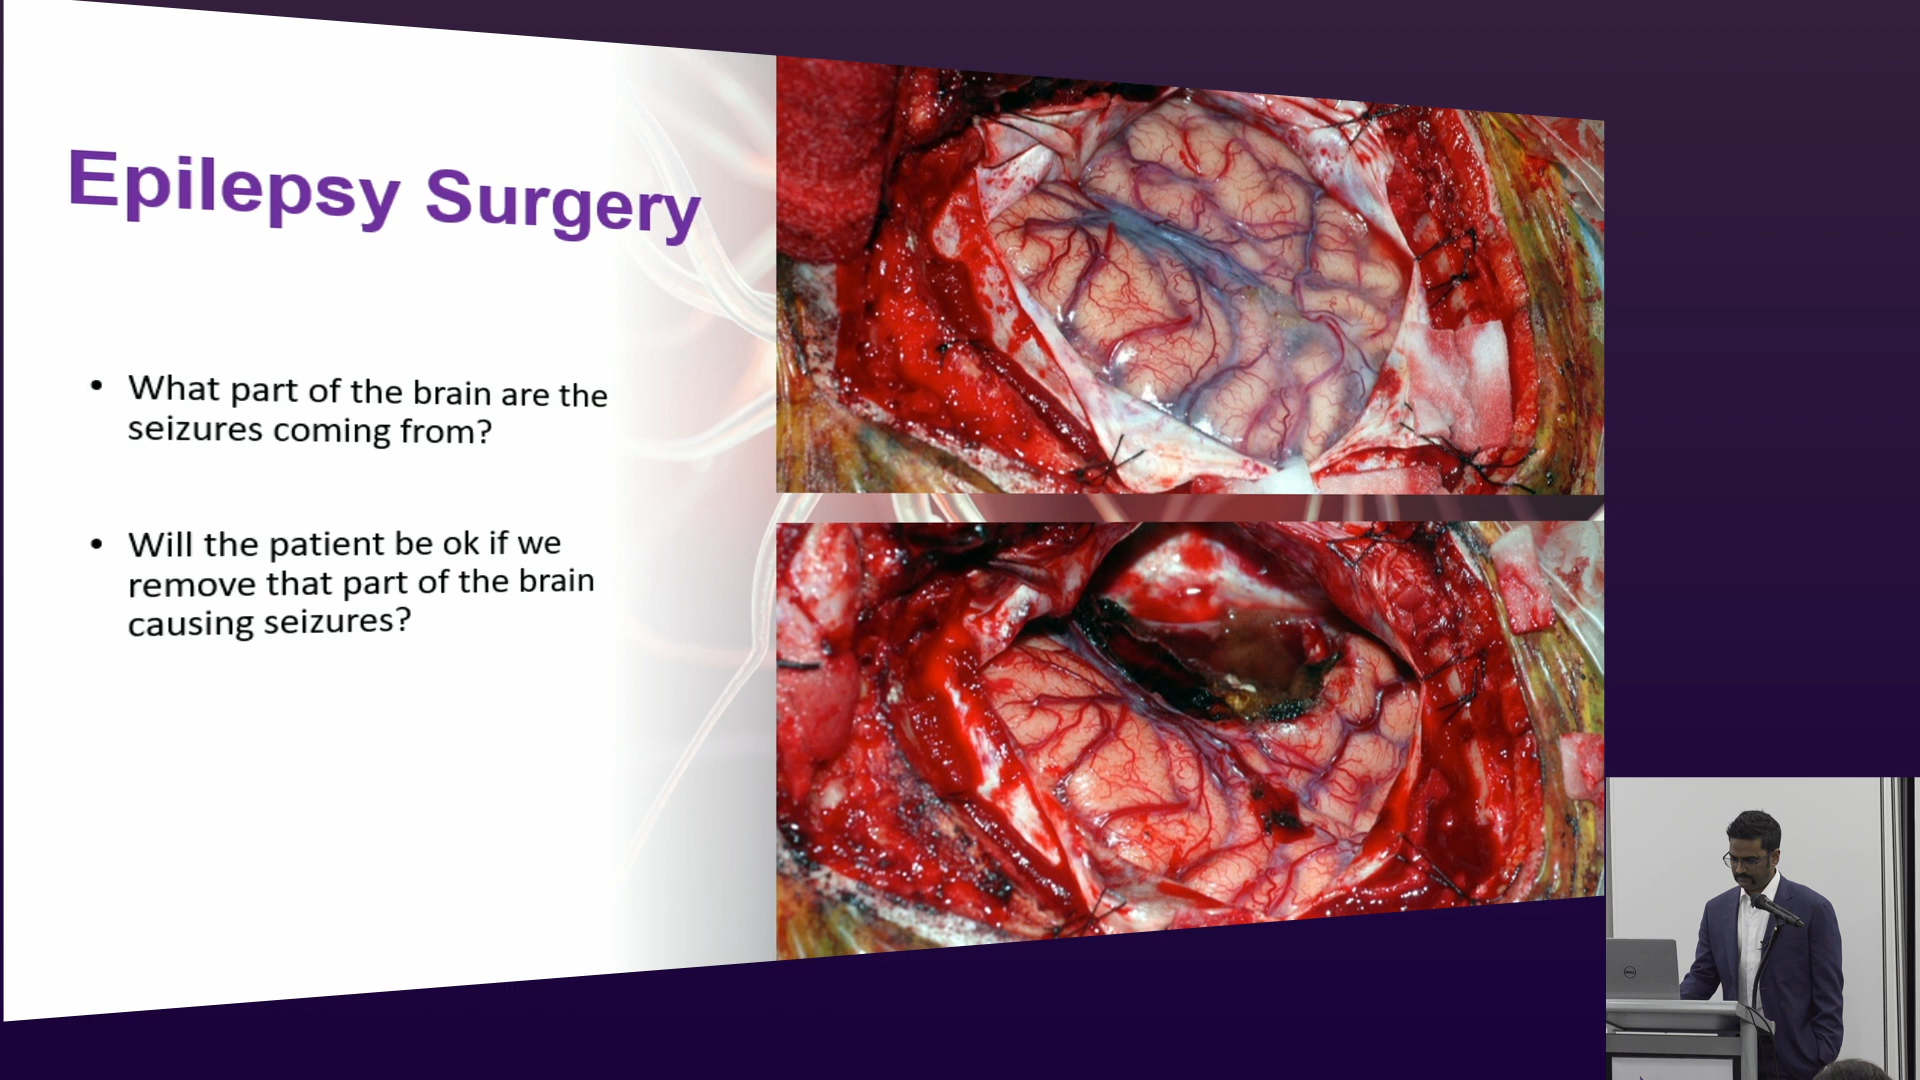 Epilepsy Surgery
• What part of the brain are the
seizures coming from?
• Will the patient be ok if we
remove that part of the brain
causing seizures?